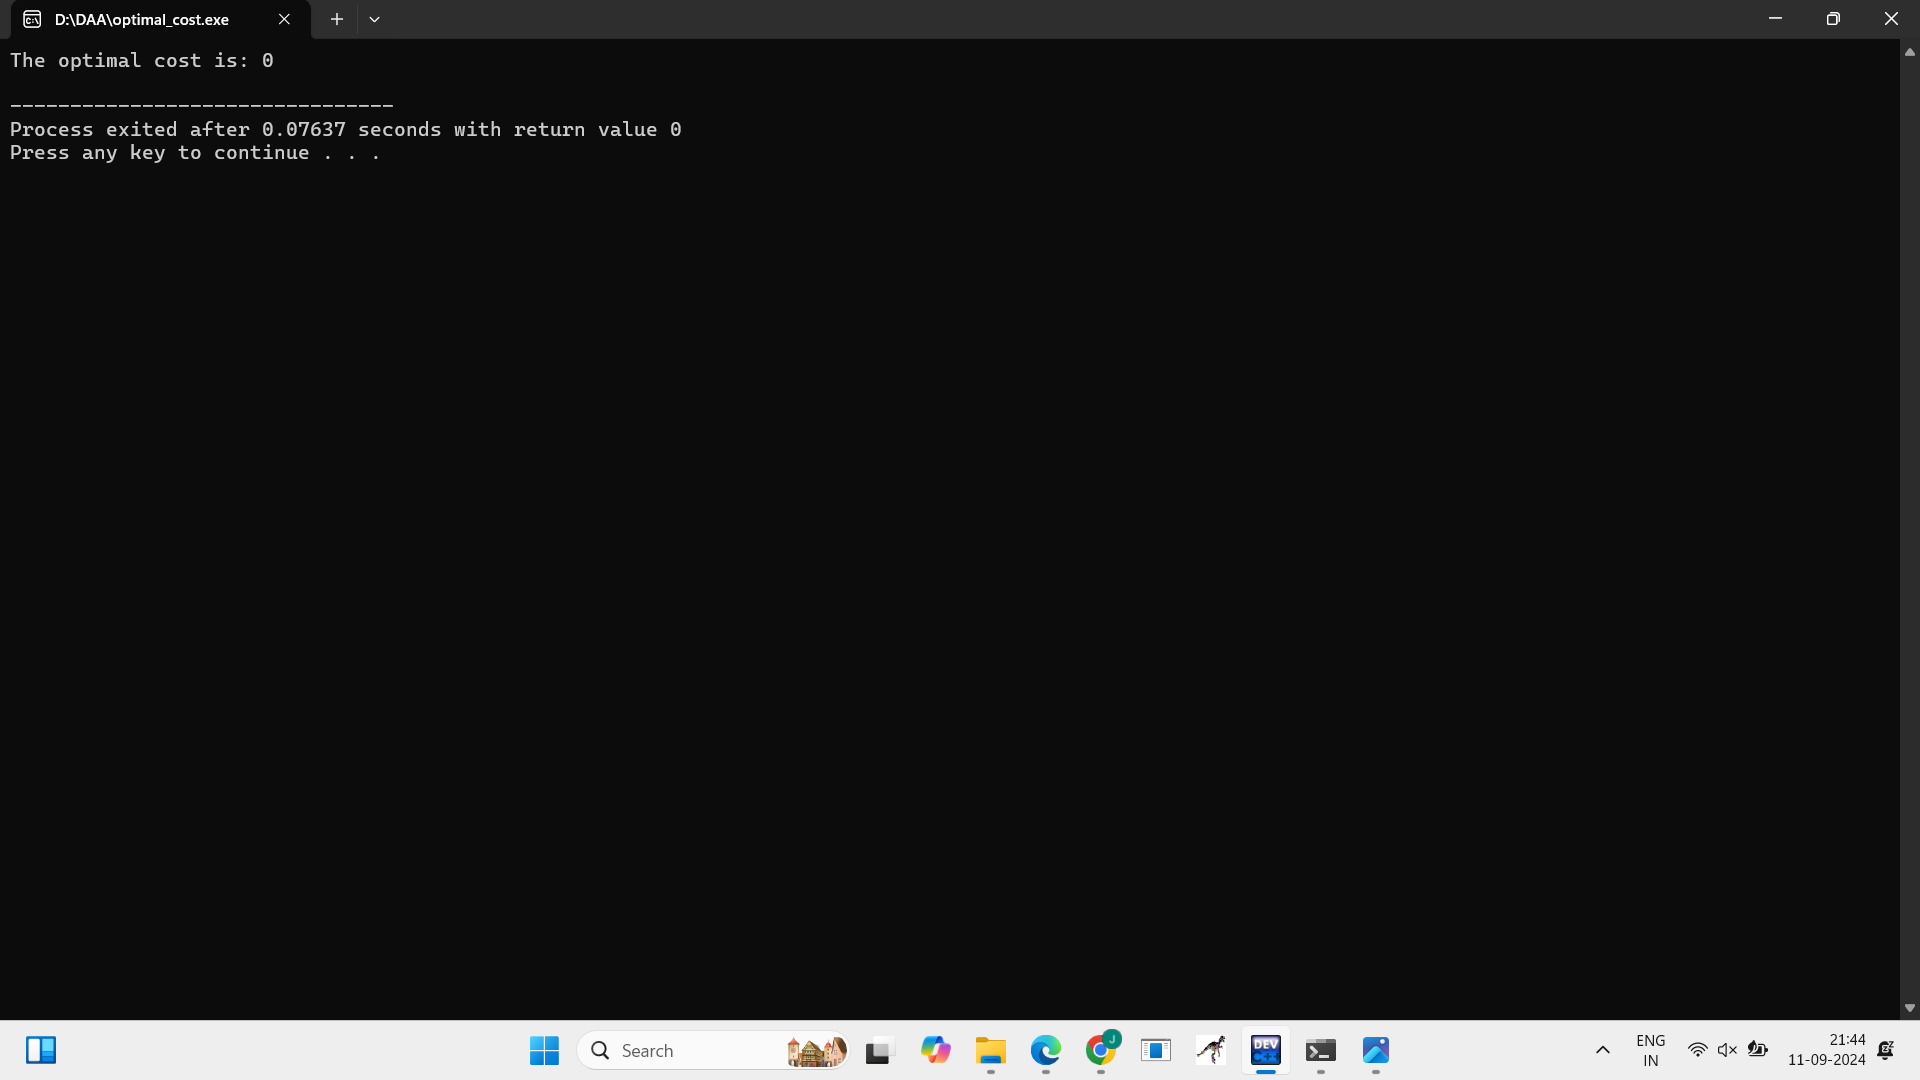 D:\DAA\optimal_cost.exe
The optimal cost is: 0
--------------------------------
Process exited after 0.07637 seconds with return value 0
Press any key to continue . . .
Search
J
DEV
C++
ENG
IN
21:44
11-09-2024